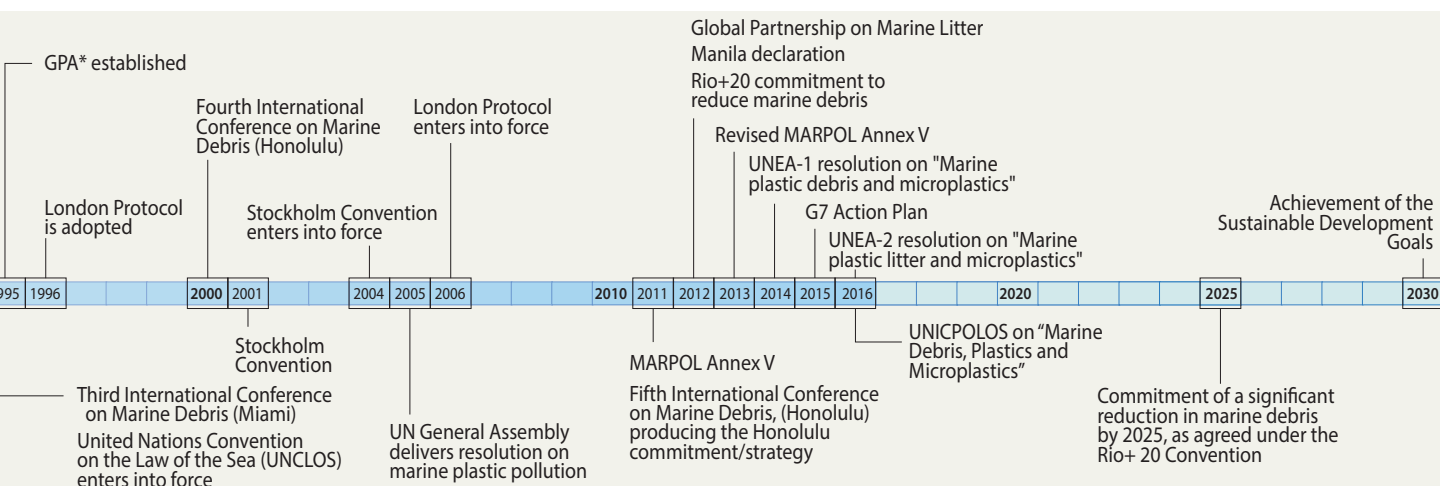 Global Partnership on Marine Litter
Manila declaration
Rio+20 commitment to
reduce marine debris
GPA* established
Fourth International
Conference on Marine
Debris (Honolulu)
London Protocol
enters into force
Revised MARPOL Annex V
UNEA-1 resolution on "Marine
plastic debris and microplastics"
London Protocol
is adopted
Stockholm Convention
enters into force
G7 Action Plan
UNEA-2 resolution on "Marine
plastic litter and microplastics"
Achievement of the
Sustainable Development
Goals
995 1996 2000 2001 2004 2005 2006 2010 2011 2012 2013 2014 2015 2016 2020 2025 2030
Stockholm
Convention
MARPOL Annex V
UNICPOLOS on “Marine
Debris, Plastics and
Microplastics”
Third International Conference
on Marine Debris (Miami)
United Nations Convention
on the Law of the Sea (UNCLOS)
enters into force
UN General Assembly
delivers resolution on
marine plastic pollution
Fifth International Conference
on Marine Debris, (Honolulu)
producing the Honolulu
commitment/strategy
Commitment of a significant
reduction in marine debris
by 2025, as agreed under the
Rio+ 20 Convention